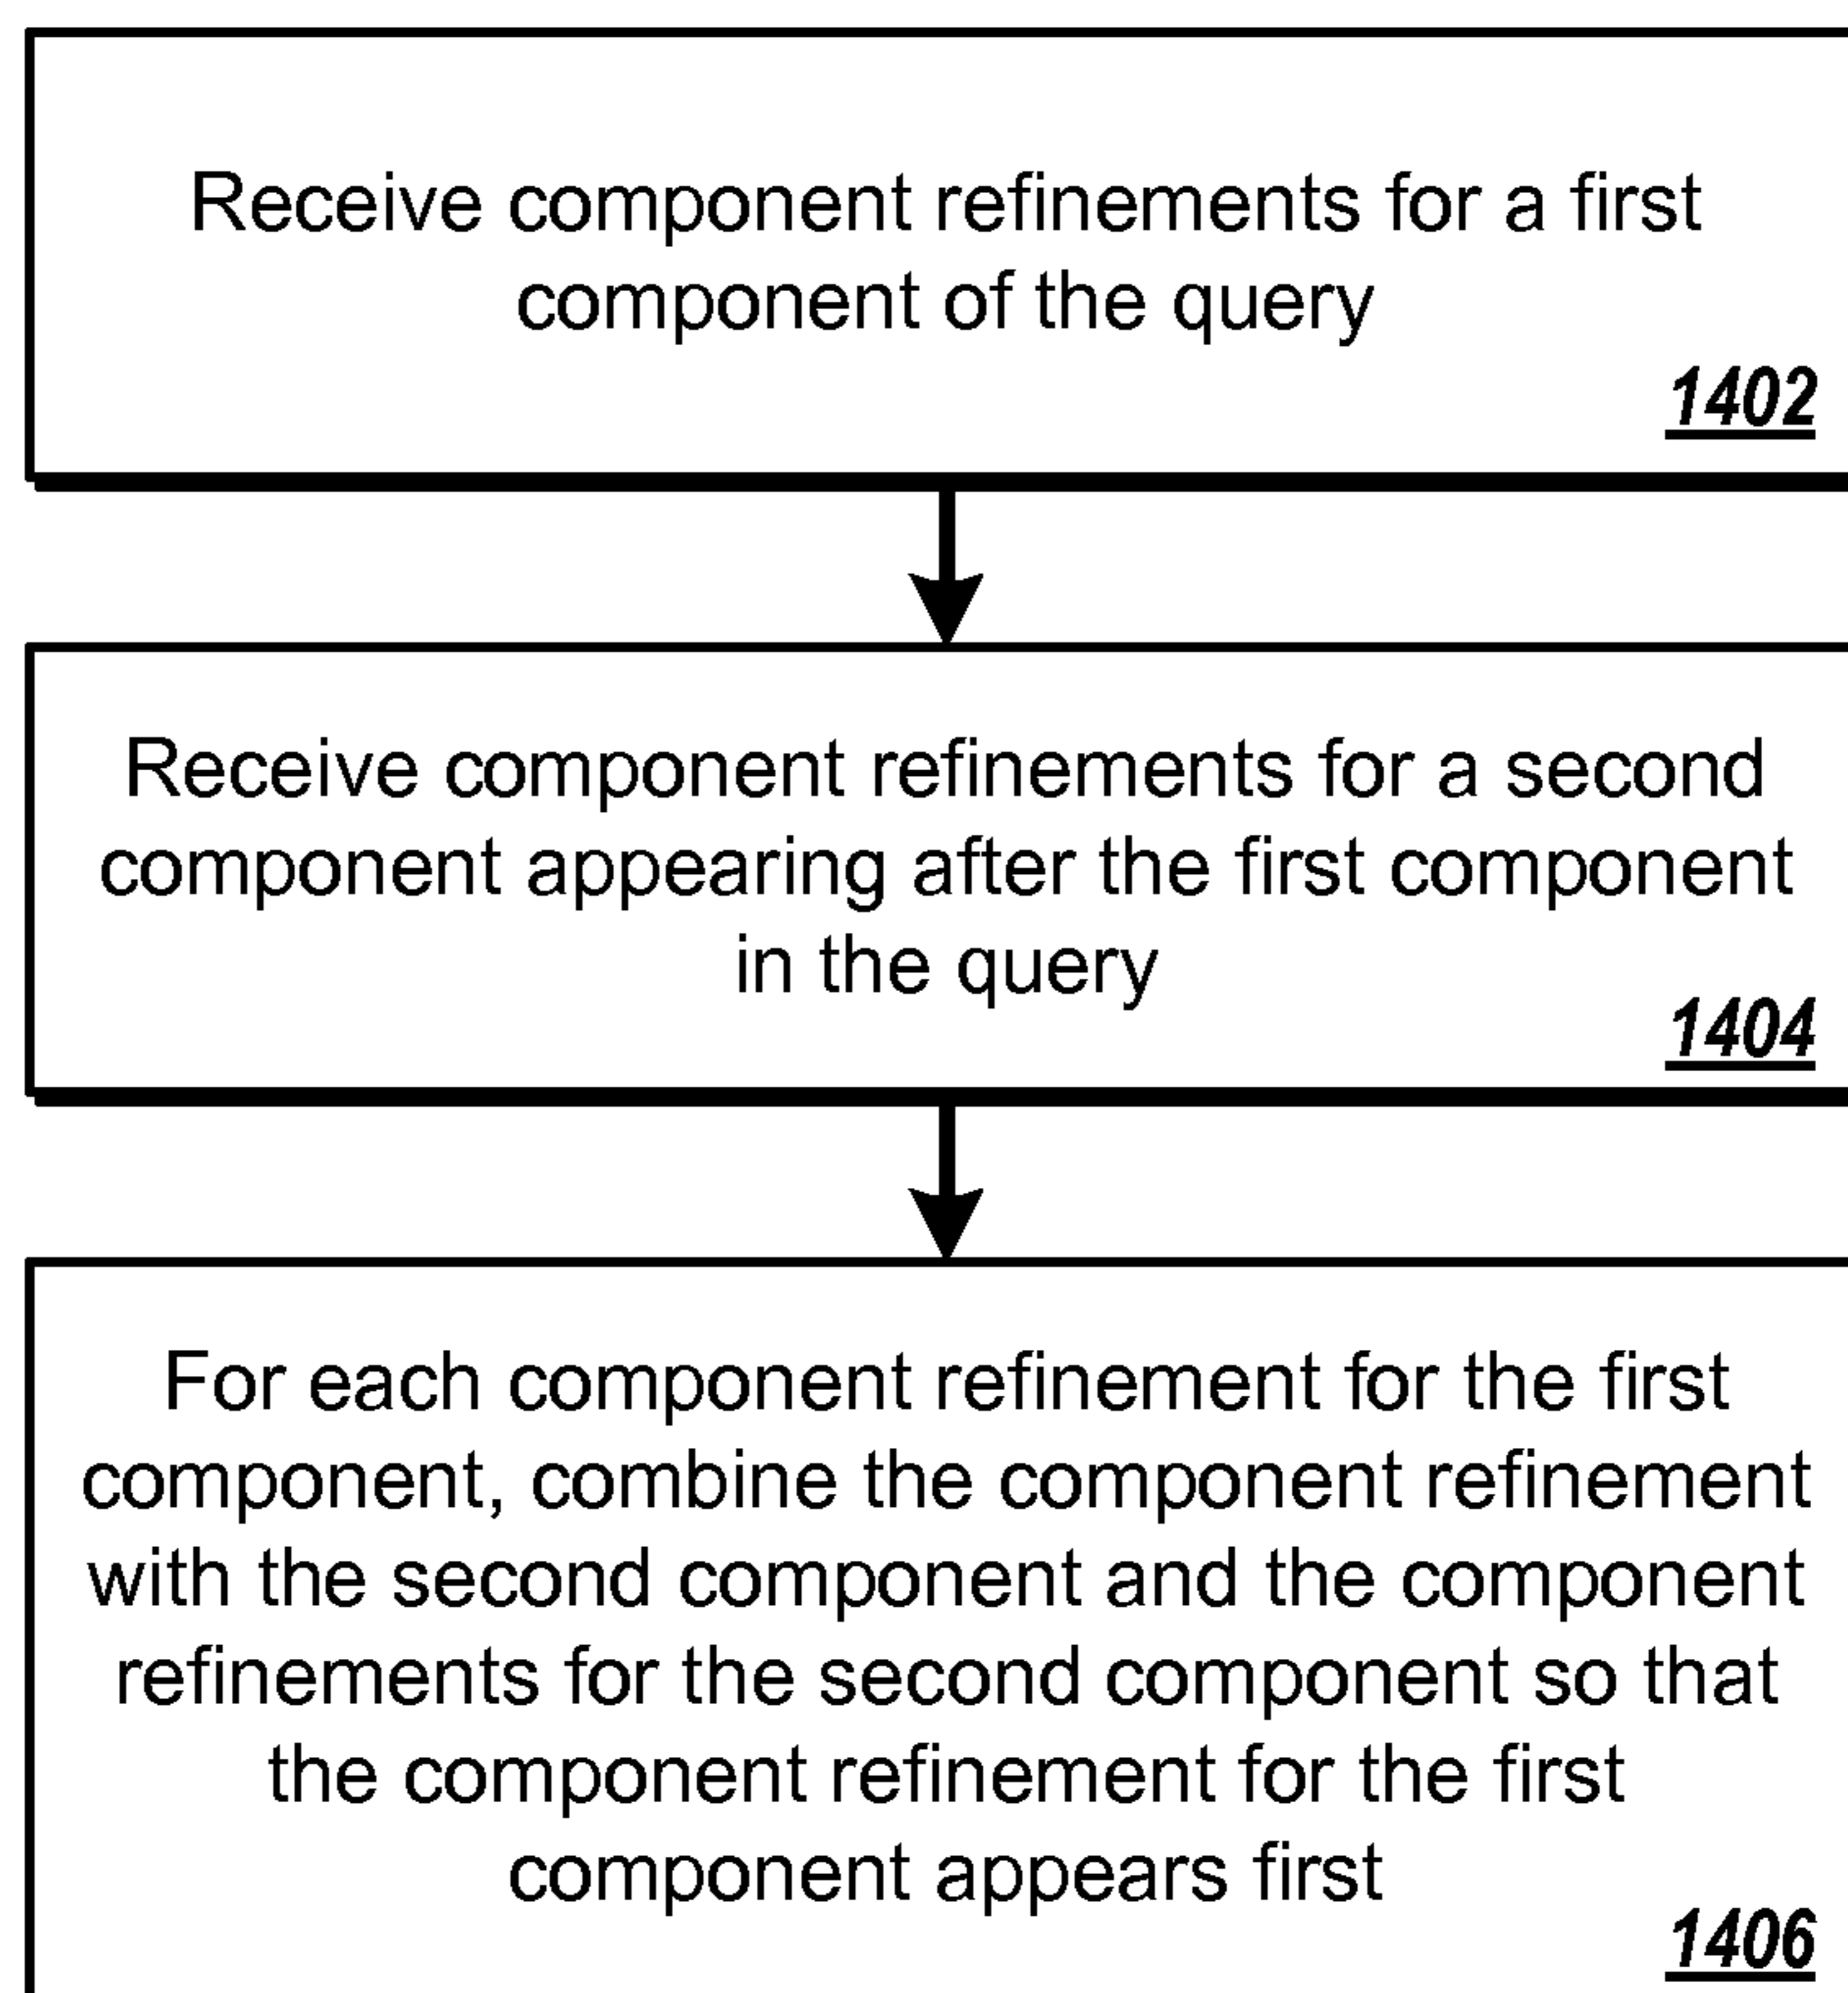 Receive component refinements for a first
component of the query
1402
Receive component refinements for a second
component appearing after the first component
in the query
1404
For each component refinement for the first
component, combine the component refinement
with the second component and the component
refinements for the second component so that
the component refinement for the first
component appears first
1406